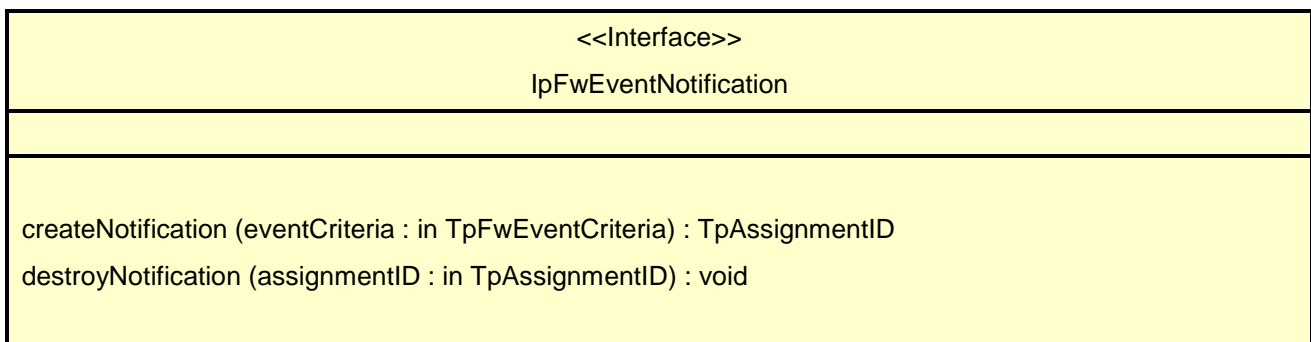 <<Interface>>
IpFwEventNotification
createNotification (eventCriteria : in TpFwEventCriteria) : TpAssignmentID
destroyNotification (assignmentID : in TpAssignmentID) : void